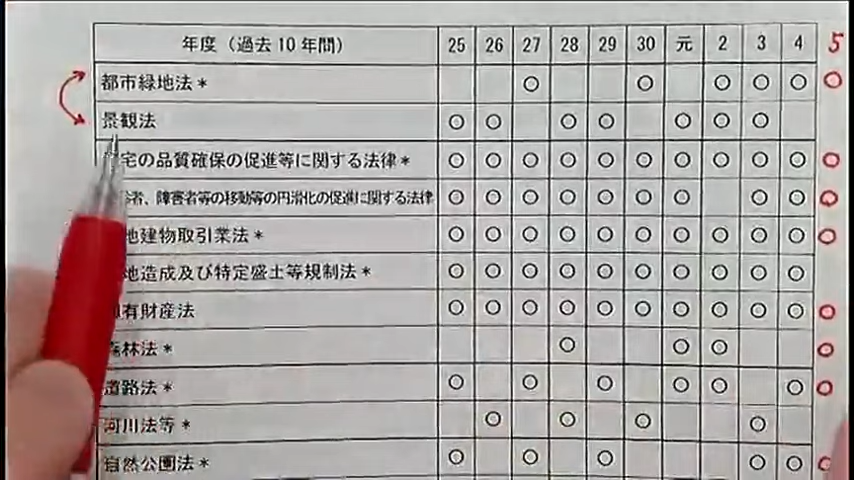 年度（過去10年間） 25 26 27 28 29 30 元 2 3 4 5
都市緑地法＊ ○ ○ ○ ○ ○ ○
景観法 ○ ○ ○ ○ ○ ○ ○
宅の品質確保の促進等に関する法律＊ ○ ○ ○ ○ ○ ○ ○ ○ ○ ○ ○
者、障害者等の移動等の円滑化の促進に関する法律 ○ ○ ○ ○ ○ ○ ○ ○ ○ ○
地建物取引業法＊ ○ ○ ○ ○ ○ ○ ○ ○ ○ ○ ○
地造成及び特定盛土等規制法＊ ○ ○ ○ ○ ○ ○ ○ ○ ○ ○
有財産法 ○ ○ ○ ○ ○ ○ ○ ○ ○ ○ ○
森林法＊ ○ ○ ○ ○
道路法＊ ○ ○ ○ ○ ○ ○ ○
河川法等＊ ○ ○ ○ ○
自然公園法＊ ○ ○ ○ ○ ○ ○